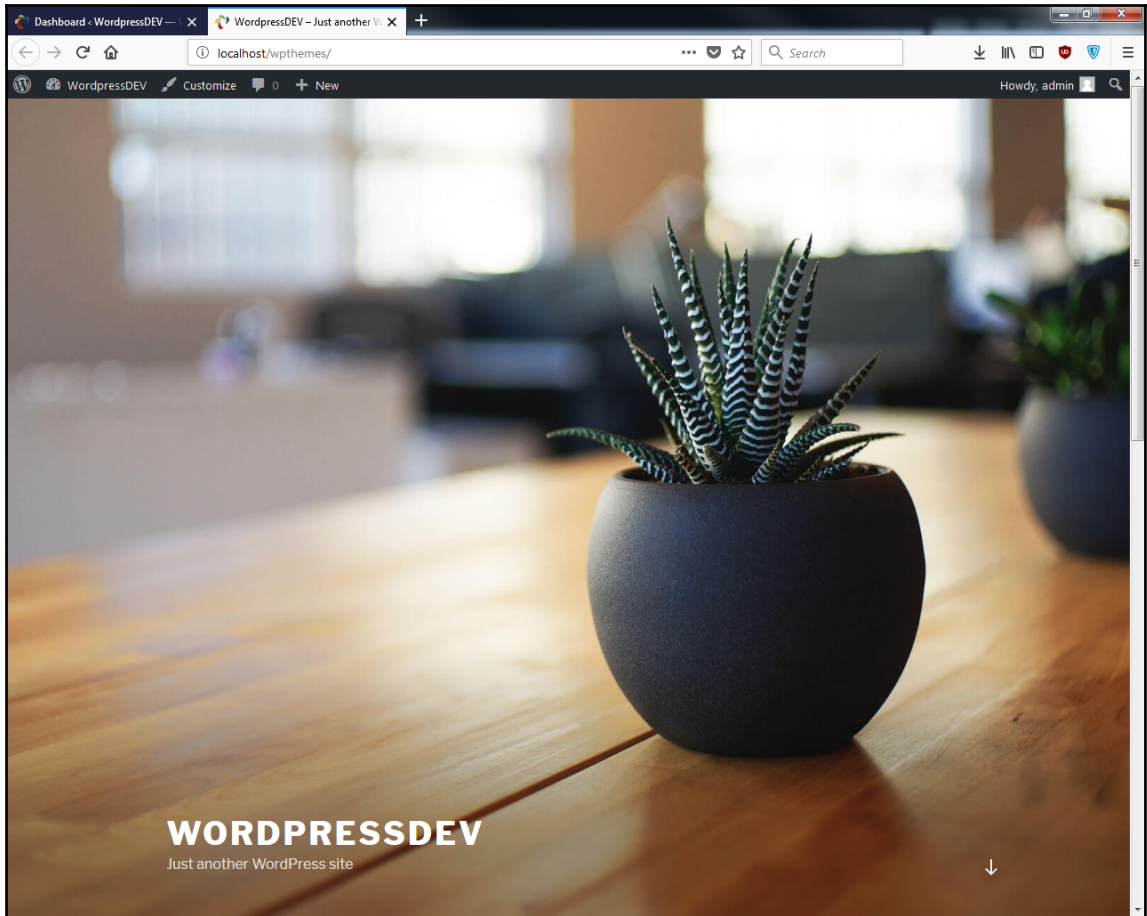 Dashboard ‹ WordpressDEV —
WordpressDEV – Just another W
localhost/wpthemes/
Search
WordpressDEV
Customize
0
New
Howdy, admin
WORDPRESSDEV
Just another WordPress site